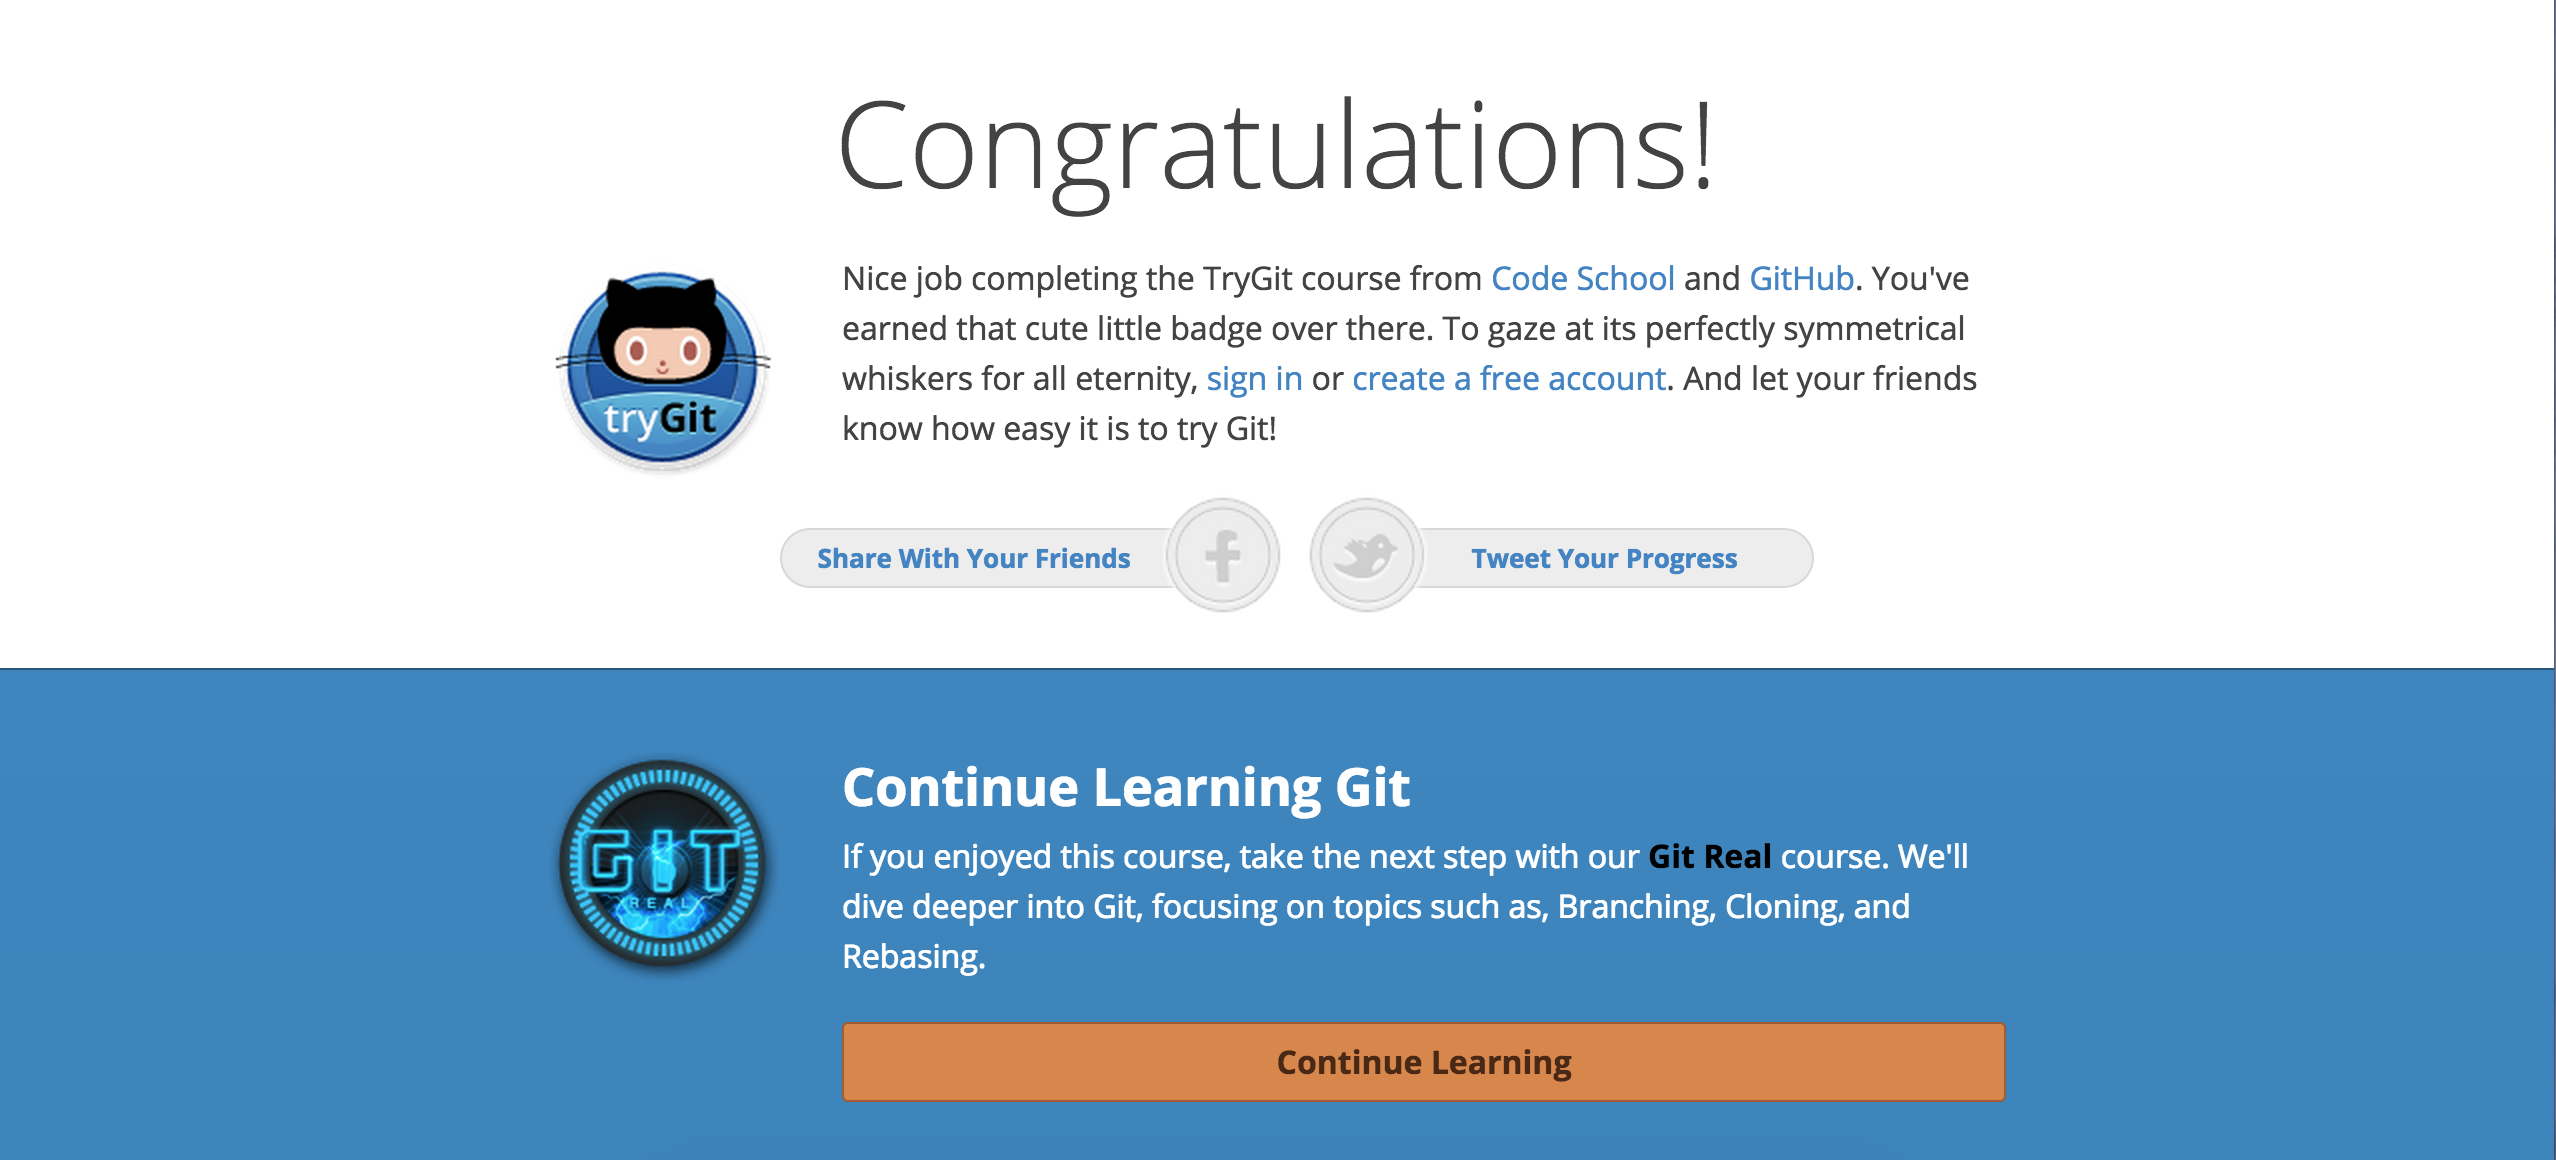 Congratulations!
Nice job completing the TryGit course from Code School and GitHub. You've
earned that cute little badge over there. To gaze at its perfectly symmetrical
whiskers for all eternity, sign in or create a free account. And let your friends
know how easy it is to try Git!
tryGit
Share With Your Friends
f
Tweet Your Progress
Continue Learning Git
If you enjoyed this course, take the next step with our Git Real course. We'll
dive deeper into Git, focusing on topics such as, Branching, Cloning, and
Rebasing.
GIT
REAL
Continue Learning